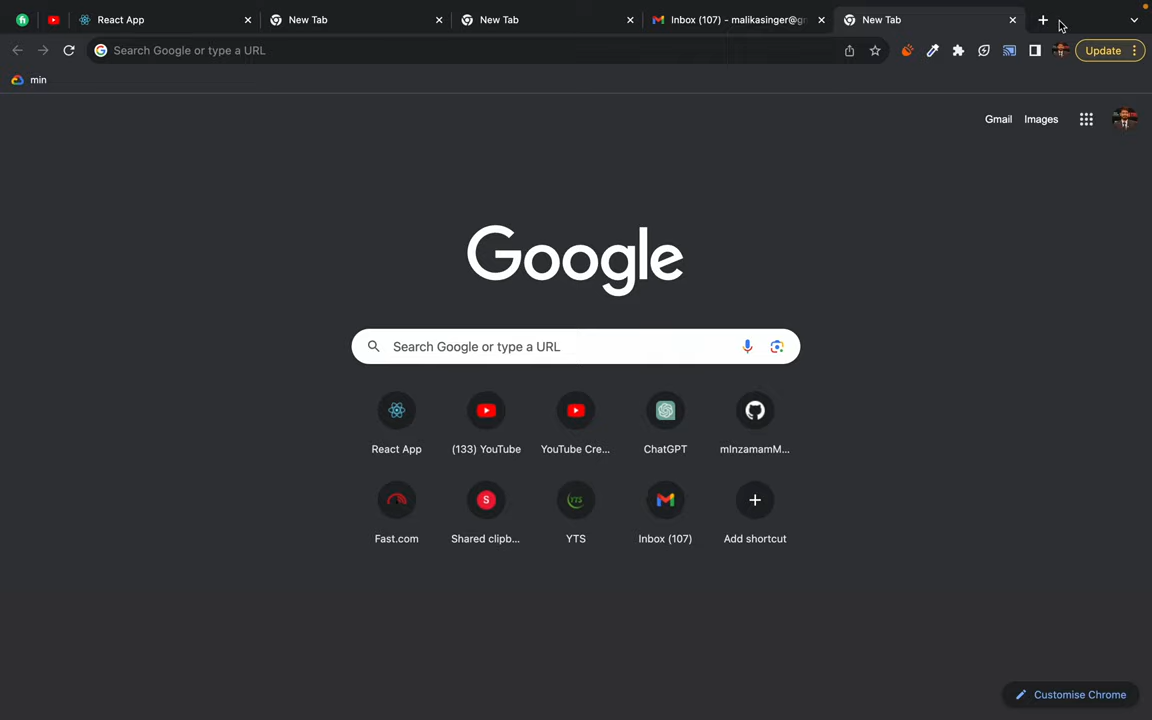 React App
New Tab
New Tab
Inbox (107) - malikasinger@g
New Tab
Search Google or type a URL
Update
min
Gmail
Images
Google
Search Google or type a URL
React App
(133) YouTube
YouTube Cre...
ChatGPT
mInzamamM...
S
YTS
Fast.com
Shared clipb...
YTS
Inbox (107)
Add shortcut
Customise Chrome